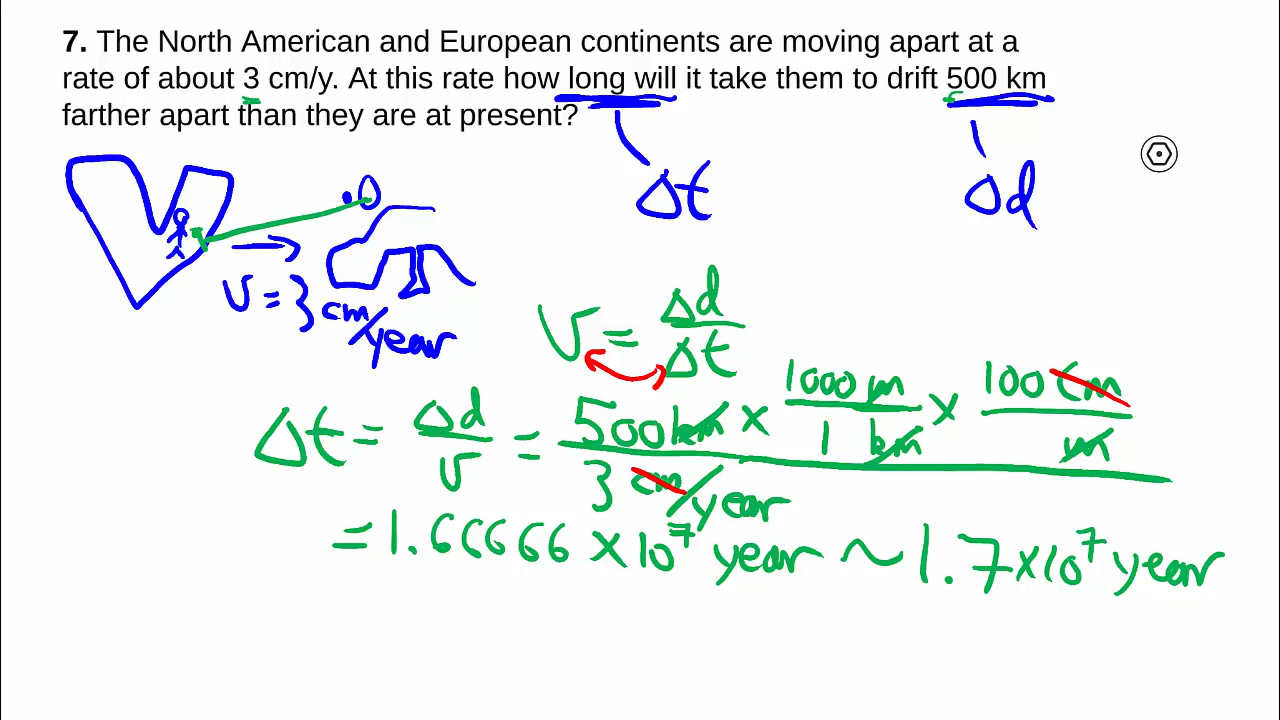 7. The North American and European continents are moving apart at a
rate of about 3 cm/y. At this rate how long will it take them to drift 500 km
farther apart than they are at present?
Δt
Δd
v = 3 cm/year
v = Δd/Δt
Δt = Δd/v = 500km × 1000 m/1 km × 100 cm/m
3 cm/year
= 1.66666 × 10⁷ year ~ 1.7×10⁷ year